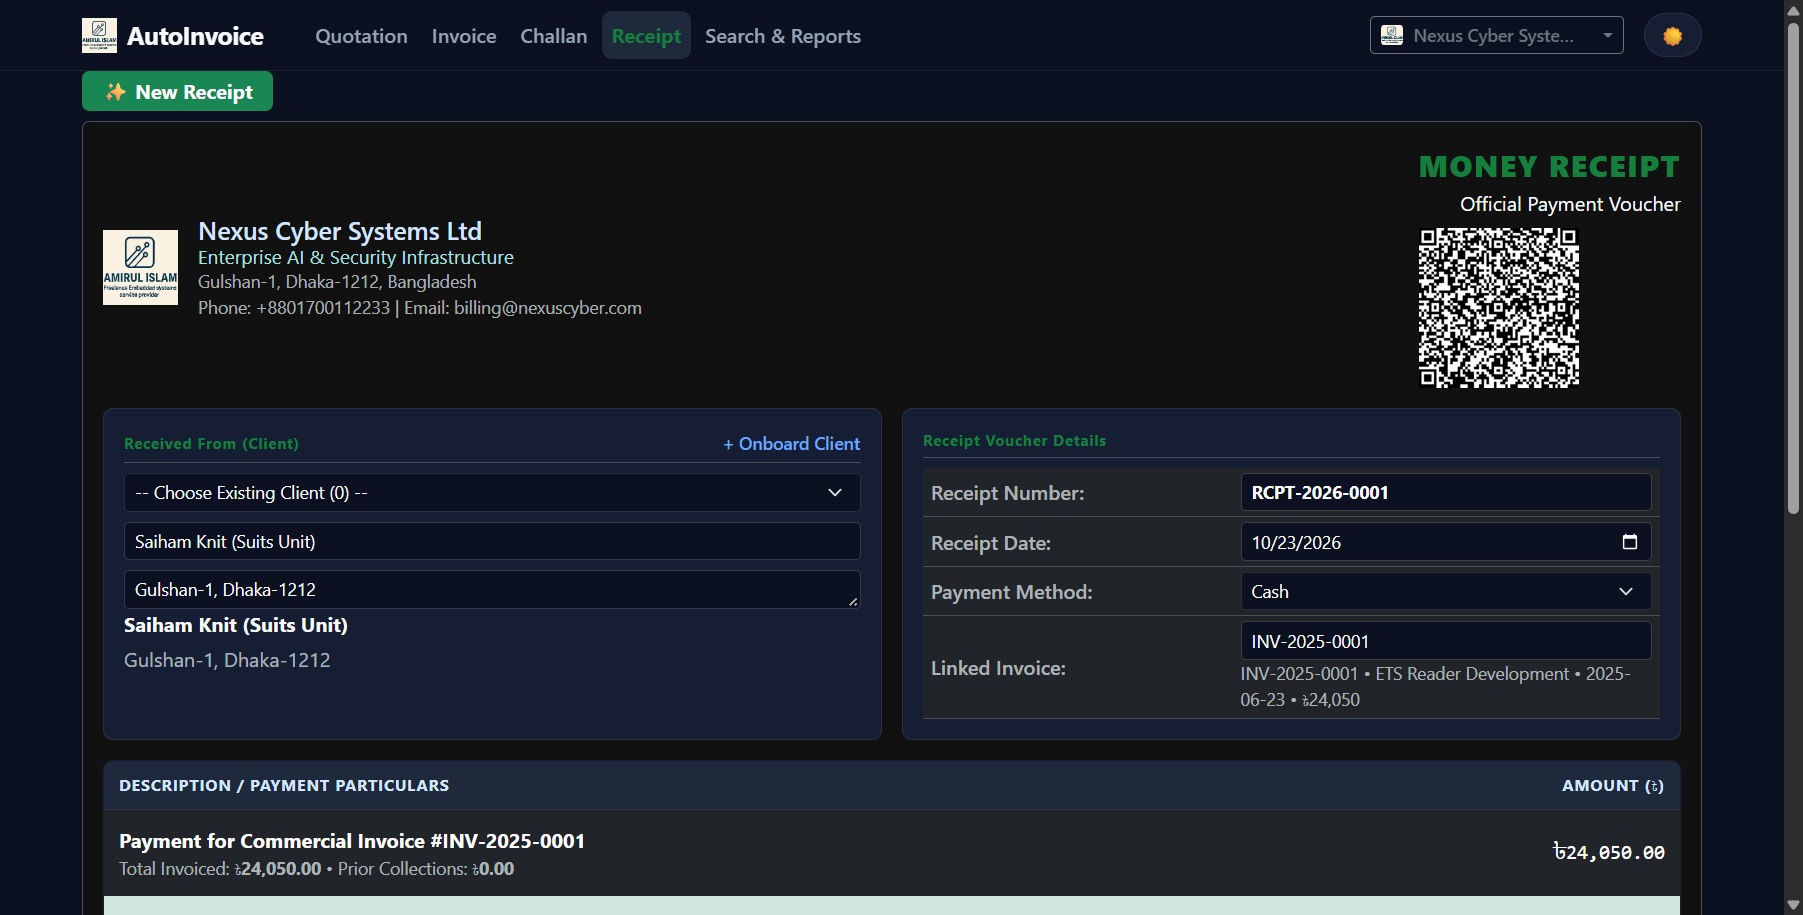 AutoInvoice
Quotation
Invoice
Challan
Receipt
Search & Reports
Nexus Cyber Syste...
✨ New Receipt
MONEY RECEIPT
Official Payment Voucher
AMIRUL ISLAM
Freelance Embedded systems
service provider
Nexus Cyber Systems Ltd
Enterprise AI & Security Infrastructure
Gulshan-1, Dhaka-1212, Bangladesh
Phone: +8801700112233 | Email: billing@nexuscyber.com
Received From (Client)
+ Onboard Client
-- Choose Existing Client (0) --
Saiham Knit (Suits Unit)
Gulshan-1, Dhaka-1212
Saiham Knit (Suits Unit)
Gulshan-1, Dhaka-1212
Receipt Voucher Details
Receipt Number:
RCPT-2026-0001
Receipt Date:
10/23/2026
Payment Method:
Cash
Linked Invoice:
INV-2025-0001
INV-2025-0001 • ETS Reader Development • 2025-
06-23 • ৳24,050
DESCRIPTION / PAYMENT PARTICULARS
AMOUNT (৳)
Payment for Commercial Invoice #INV-2025-0001
Total Invoiced: ৳24,050.00 • Prior Collections: ৳0.00
৳24,050.00